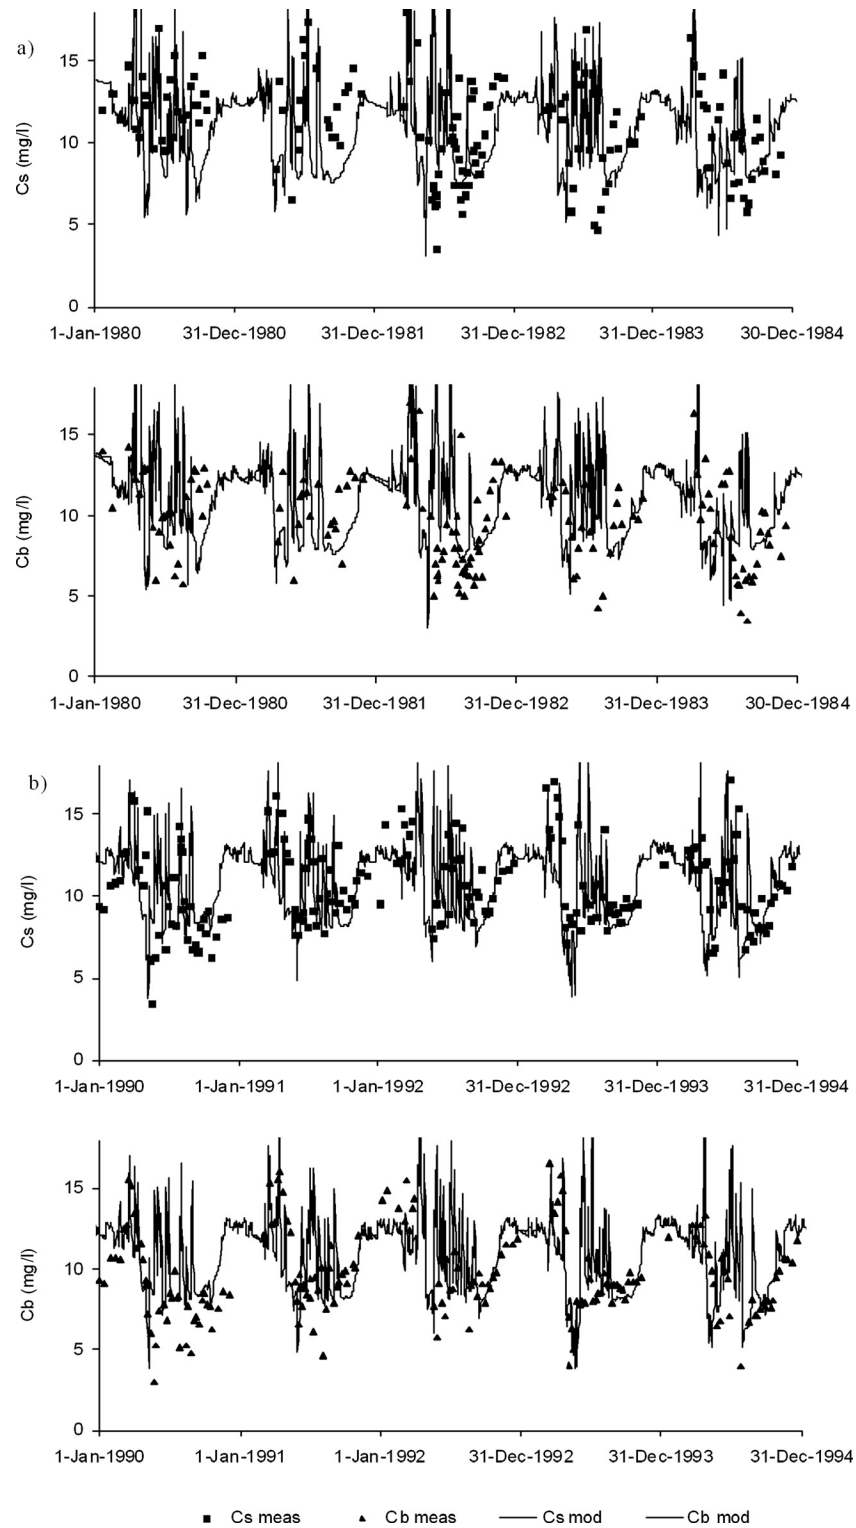 a)
15
10
5
0
Cs (mg/l)
1-Jan-1980 31-Dec-1980 31-Dec-1981 31-Dec-1982 31-Dec-1983 30-Dec-1984
15
10
5
0
Cb (mg/l)
1-Jan-1980 31-Dec-1980 31-Dec-1981 31-Dec-1982 31-Dec-1983 30-Dec-1984
b)
15
10
5
0
Cs (mg/l)
1-Jan-1990 1-Jan-1991 1-Jan-1992 31-Dec-1992 31-Dec-1993 31-Dec-1994
15
10
5
0
Cb (mg/l)
1-Jan-1990 1-Jan-1991 1-Jan-1992 31-Dec-1992 31-Dec-1993 31-Dec-1994
Cs meas Cb meas Cs mod Cb mod